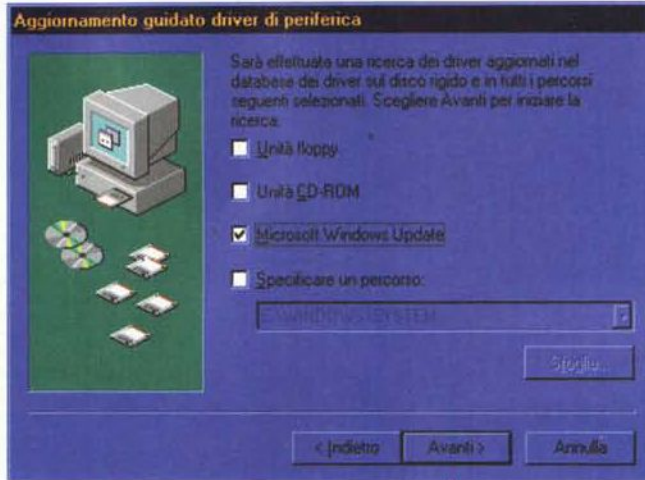 Aggiornamento guidato driver di periferica
Sarà effettuata una ricerca dei driver aggiornati nel
database dei driver sul disco rigido e in tutti i percorsi
seguenti selezionati. Scegliere Avanti per iniziare la
ricerca.
Unità floppy
Unità CD-ROM
Microsoft Windows Update
Specificare un percorso:
C:\WINDOWS\SYSTEM
Sfoglia...
< Indietro
Avanti >
Annulla